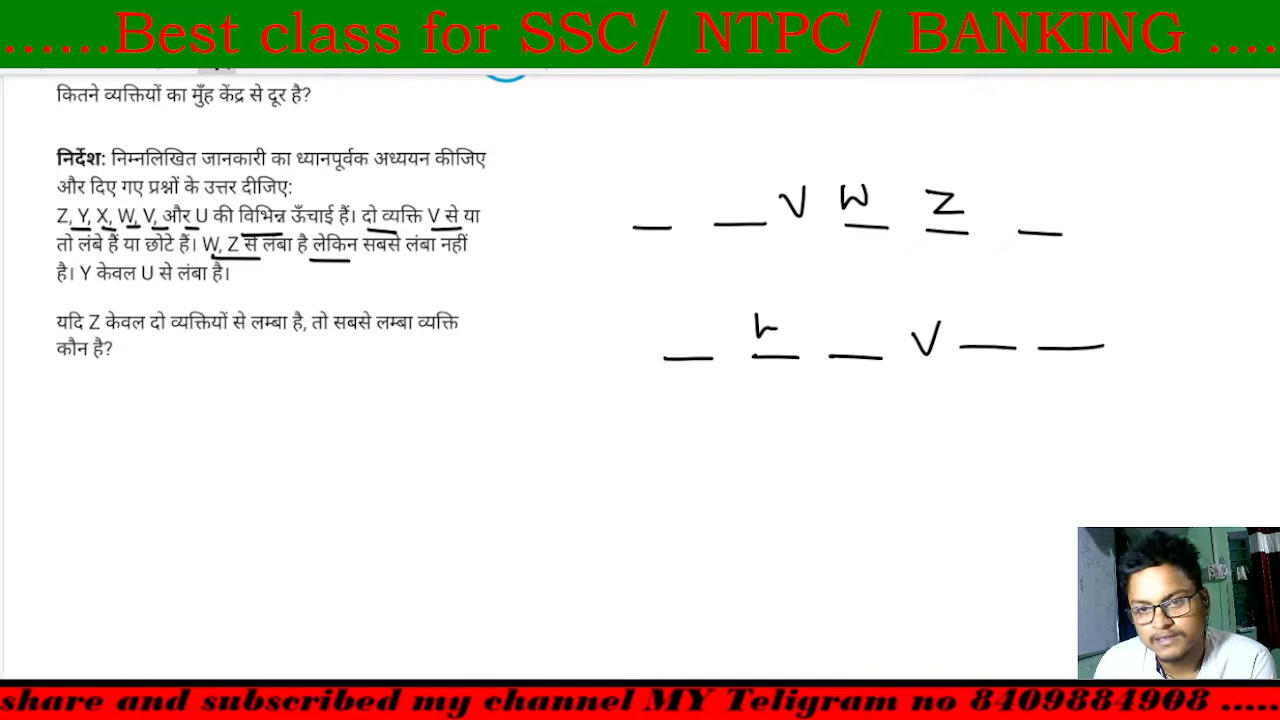 ......Best class for SSC/ NTPC/ BANKING ....
कितने व्यक्तियों का मुँह केंद्र से दूर है?
निर्देश: निम्नलिखित जानकारी का ध्यानपूर्वक अध्ययन कीजिए
और दिए गए प्रश्नों के उत्तर दीजिए:
Z, Y, X, W, V, और U की विभिन्न ऊँचाई हैं। दो व्यक्ति V से या
तो लंबे हैं या छोटे हैं। W, Z से लंबा है लेकिन सबसे लंबा नहीं
है। Y केवल U से लंबा है।
यदि Z केवल दो व्यक्तियों से लम्बा है, तो सबसे लम्बा व्यक्ति
कौन है?
V W Z
V
share and subscribed my channel MY Teligram no 8409884908 ......